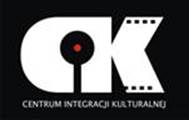 CIK
CENTRUM INTEGRACJI KULTURALNEJ